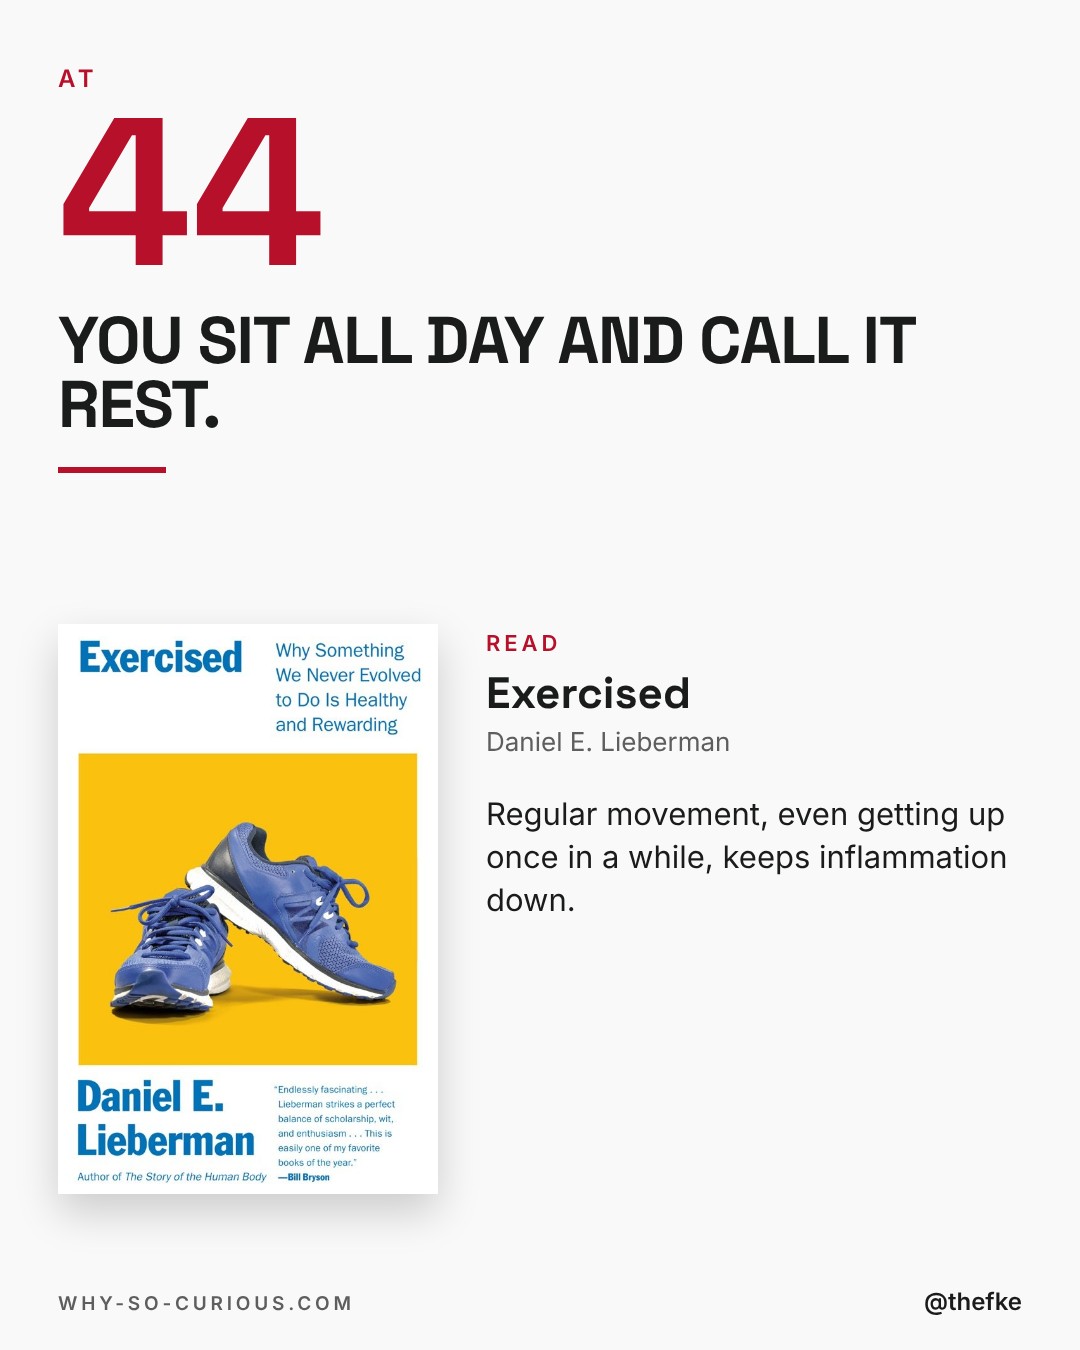 AT
44
YOU SIT ALL DAY AND CALL IT
REST.
Exercised
Why Something
We Never Evolved
to Do Is Healthy
and Rewarding
Daniel E.
Lieberman
Author of The Story of the Human Body
"Endlessly fascinating . . .
Lieberman strikes a perfect
balance of scholarship, wit,
and enthusiasm . . . This is
easily one of my favorite
books of the year."
—Bill Bryson
READ
Exercised
Daniel E. Lieberman
Regular movement, even getting up
once in a while, keeps inflammation
down.
WHY-SO-CURIOUS.COM
@thefke